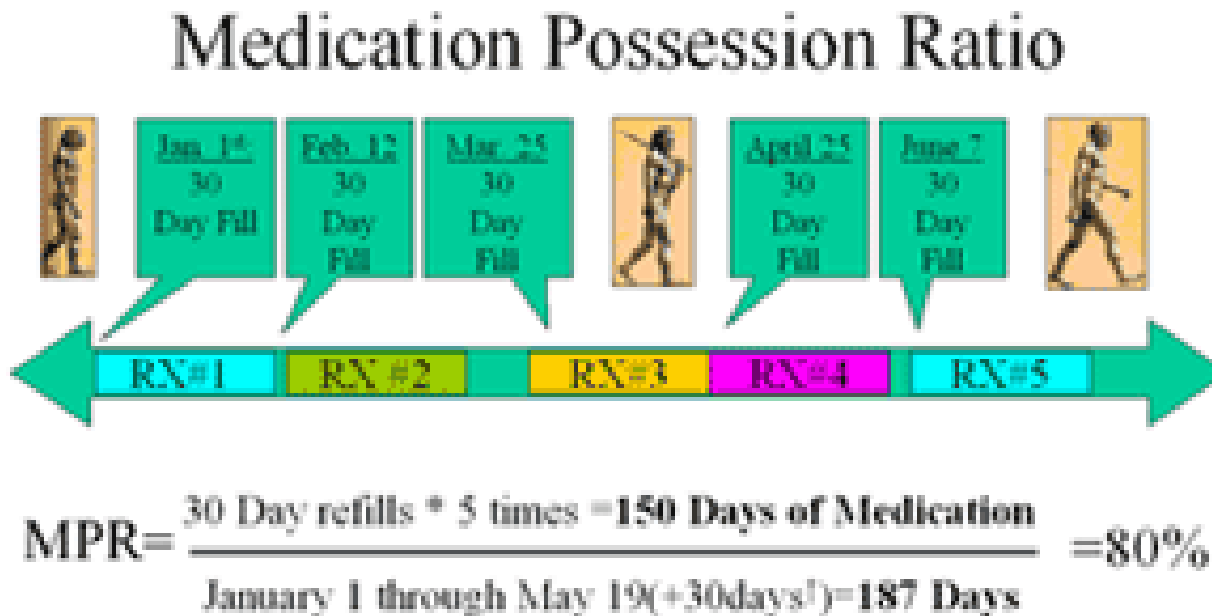 Medication Possession Ratio
Jan. 1st
30
Day Fill
Feb. 12
30
Day
Fill
Mar. 25
30
Day
Fill
April 25
30
Day
Fill
June 7
30
Day
Fill
RX#1
RX #2
RX#3
RX#4
RX#5
MPR=
30 Day refills * 5 times =150 Days of Medication
January 1 through May 19(+30days )=187 Days
=80%